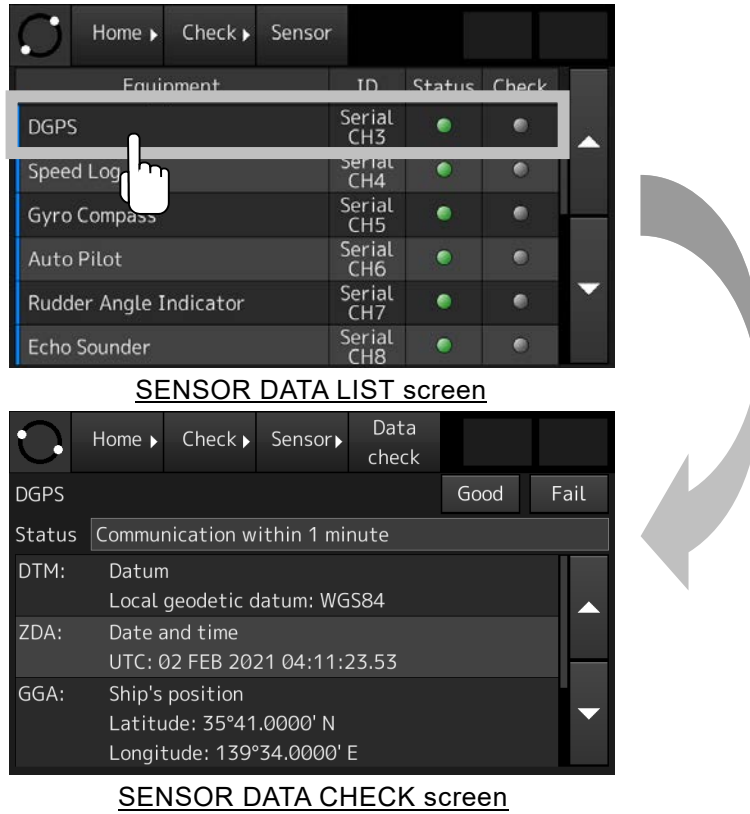 Home Check Sensor
Equipment ID Status Check
DGPS Serial CH3
Speed Log Serial CH4
Gyro Compass Serial CH5
Auto Pilot Serial CH6
Rudder Angle Indicator Serial CH7
Echo Sounder Serial CH8
SENSOR DATA LIST screen
Home Check Sensor Data check
DGPS Good Fail
Status Communication within 1 minute
DTM: Datum
Local geodetic datum: WGS84
ZDA: Date and time
UTC: 02 FEB 2021 04:11:23.53
GGA: Ship's position
Latitude: 35°41.0000' N
Longitude: 139°34.0000' E
SENSOR DATA CHECK screen